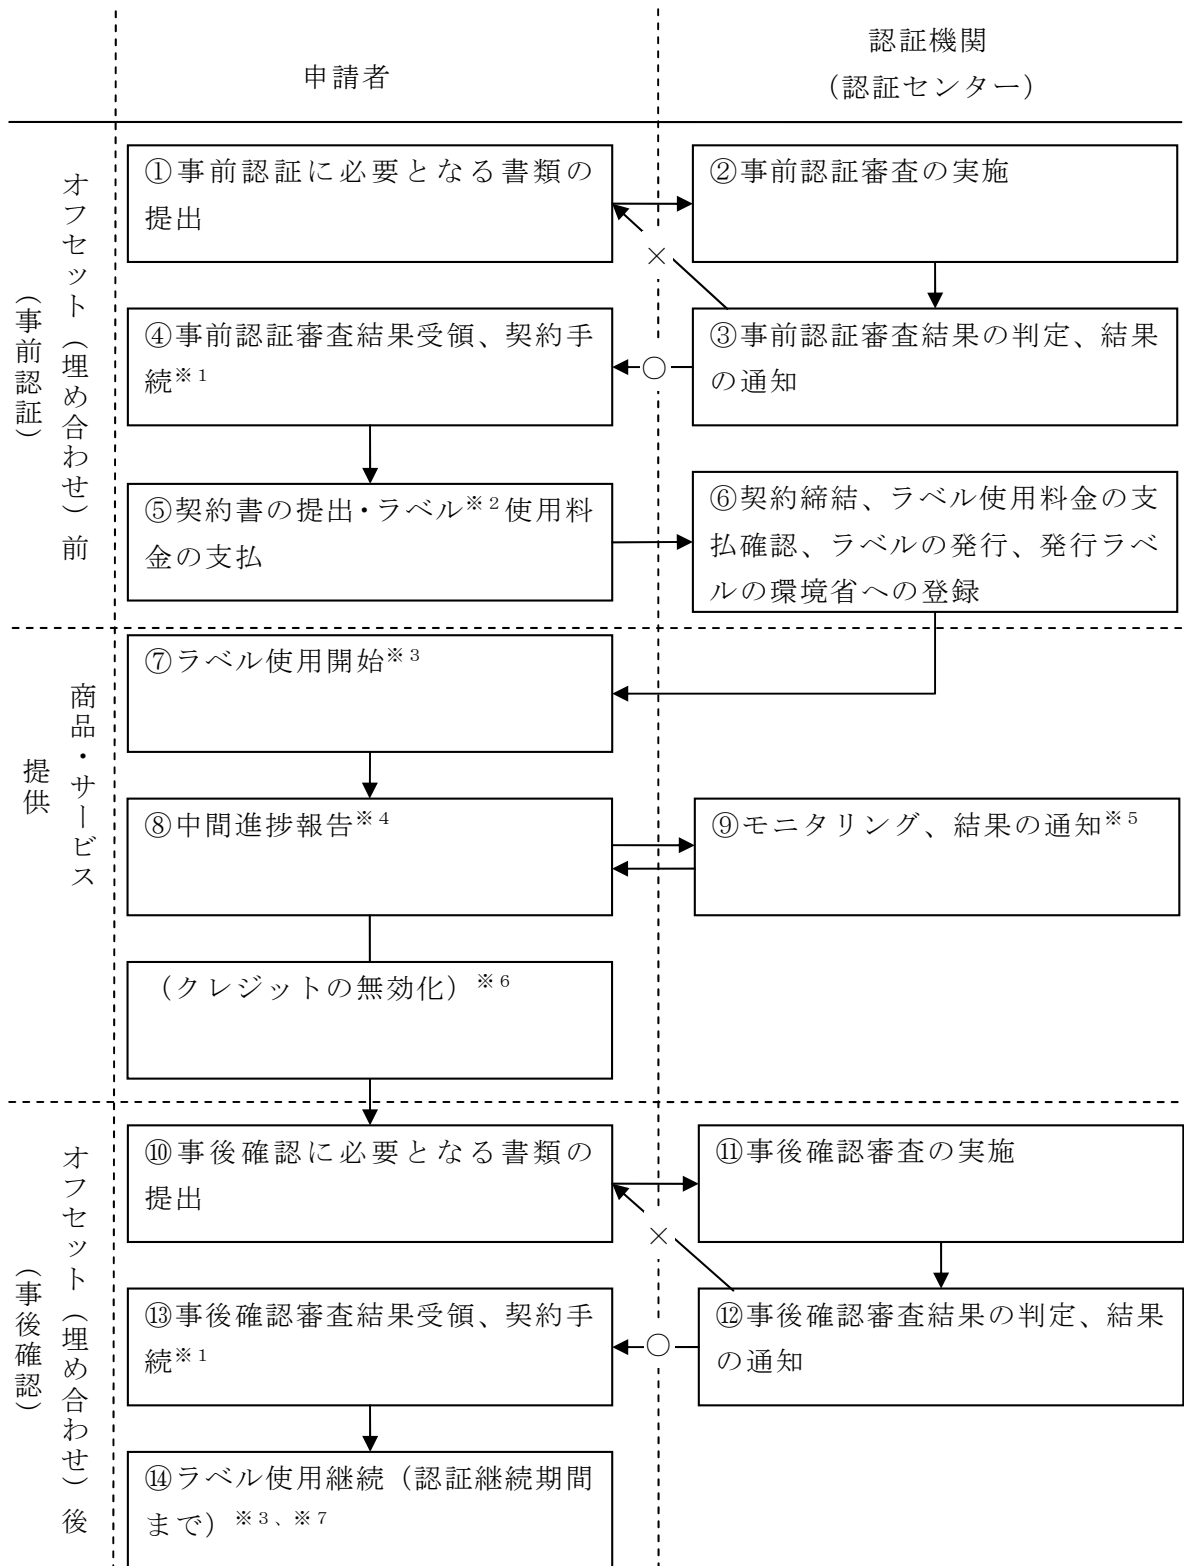 申請者
認証機関
（認証センター）
オフセット（埋め合わせ）前
（事前認証）
①事前認証に必要となる書類の
提出
②事前認証審査の実施
×
④事前認証審査結果受領、契約手
続※1
○
③事前認証審査結果の判定、結果
の通知
⑤契約書の提出・ラベル※2使用料
金の支払
⑥契約締結、ラベル使用料金の支
払確認、ラベルの発行、発行ラベ
ルの環境省への登録
商品・サービス
提供
⑦ラベル使用開始※3
⑧中間進捗報告※4
⑨モニタリング、結果の通知※5
（クレジットの無効化）※6
オフセット（埋め合わせ）後
（事後確認）
⑩事後確認に必要となる書類の
提出
⑪事後確認審査の実施
×
⑬事後確認審査結果受領、契約手
続※1
○
⑫事後確認審査結果の判定、結果
の通知
⑭ラベル使用継続（認証継続期間
まで）※3、※7